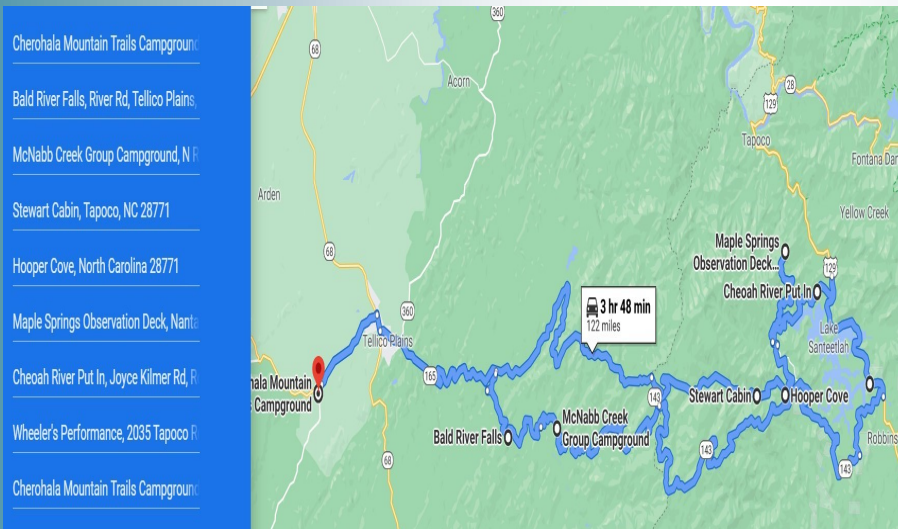 Cherohala Mountain Trails Campground
Bald River Falls, River Rd, Tellico Plains,
McNabb Creek Group Campground, N R
Stewart Cabin, Tapoco, NC 28771
Hooper Cove, North Carolina 28771
Maple Springs Observation Deck, Nanta
Cheoah River Put In, Joyce Kilmer Rd, R
Wheeler's Performance, 2035 Tapoco R
Cherohala Mountain Trails Campground
360
68
Acorn
28
129
Tapoco
Fontana Dam
Arden
Yellow Creek
68
Maple Springs
Observation Deck...
129
Cheoah River Put In
3 hr 48 min
122 miles
360
Tellico Plains
Lake
Santeetlah
165
hala Mountain
s Campground
143
Stewart Cabin
Hooper Cove
McNabb Creek
Group Campground
Bald River Falls
Robbins
143
68
143